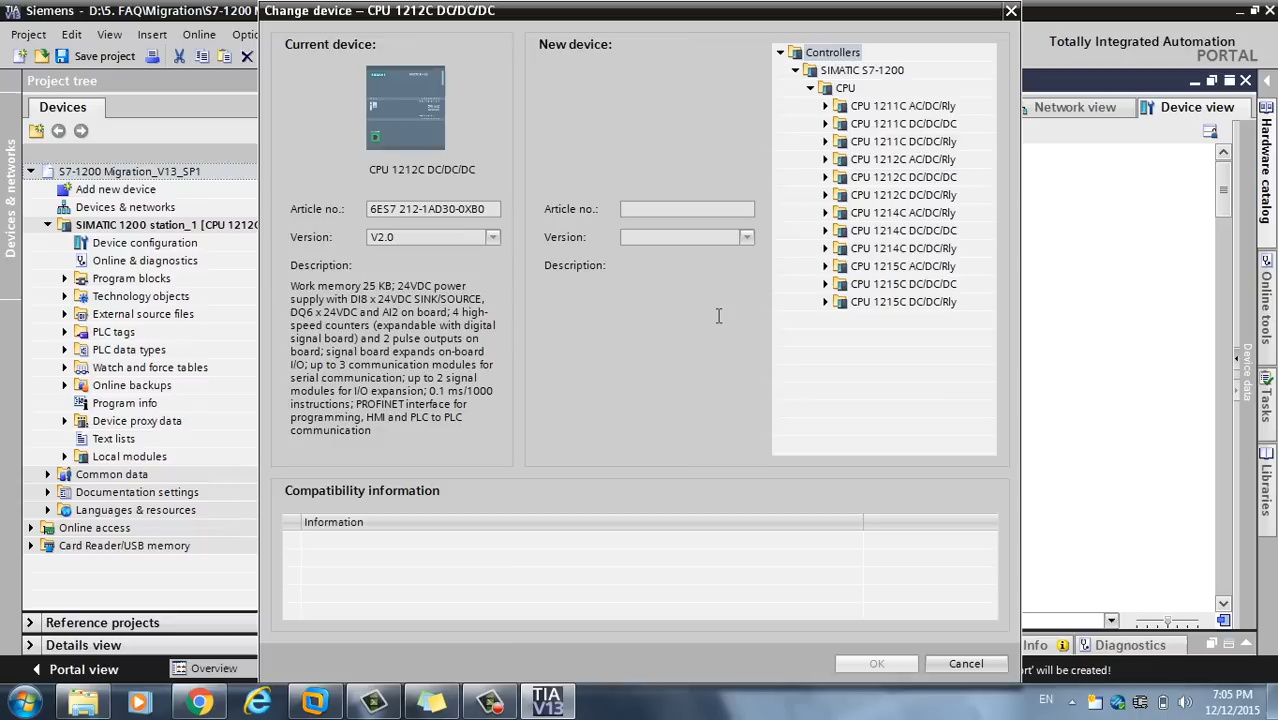 Siemens - D:\5. FAQ\Migration\S7-1200
Project Edit View Insert Online Optio
Save project
Totally Integrated Automation
PORTAL
Change device – CPU 1212C DC/DC/DC
Project tree
Devices
Devices & networks
S7-1200 Migration_V13_SP1
Add new device
Devices & networks
SIMATIC 1200 station_1 [CPU 1212C
Device configuration
Online & diagnostics
Program blocks
Technology objects
External source files
PLC tags
PLC data types
Watch and force tables
Online backups
Program info
Device proxy data
Text lists
Local modules
Common data
Documentation settings
Languages & resources
Online access
Card Reader/USB memory
Reference projects
Details view
Portal view
Overview
Current device:
CPU 1212C DC/DC/DC
Article no.: 6ES7 212-1AD30-0XB0
Version: V2.0
Description:
Work memory 25 KB; 24VDC power
supply with DI8 x 24VDC SINK/SOURCE,
DQ6 x 24VDC and AI2 on board; 4 high-
speed counters (expandable with digital
signal board) and 2 pulse outputs on
board; signal board expands on-board
I/O; up to 3 communication modules for
serial communication; up to 2 signal
modules for I/O expansion; 0.1 ms/1000
instructions; PROFINET interface for
programming, HMI and PLC to PLC
communication
New device:
Article no.:
Version:
Description:
Controllers
SIMATIC S7-1200
CPU
CPU 1211C AC/DC/Rly
CPU 1211C DC/DC/DC
CPU 1211C DC/DC/Rly
CPU 1212C AC/DC/Rly
CPU 1212C DC/DC/DC
CPU 1212C DC/DC/Rly
CPU 1214C AC/DC/Rly
CPU 1214C DC/DC/DC
CPU 1214C DC/DC/Rly
CPU 1215C AC/DC/Rly
CPU 1215C DC/DC/DC
CPU 1215C DC/DC/Rly
Compatibility information
Information
OK
Cancel
Network view
Device view
Device data
Hardware catalog
Online tools
Tasks
Libraries
Info
Diagnostics
ort' will be created!
TIA
V13
EN
7:05 PM
12/12/2015